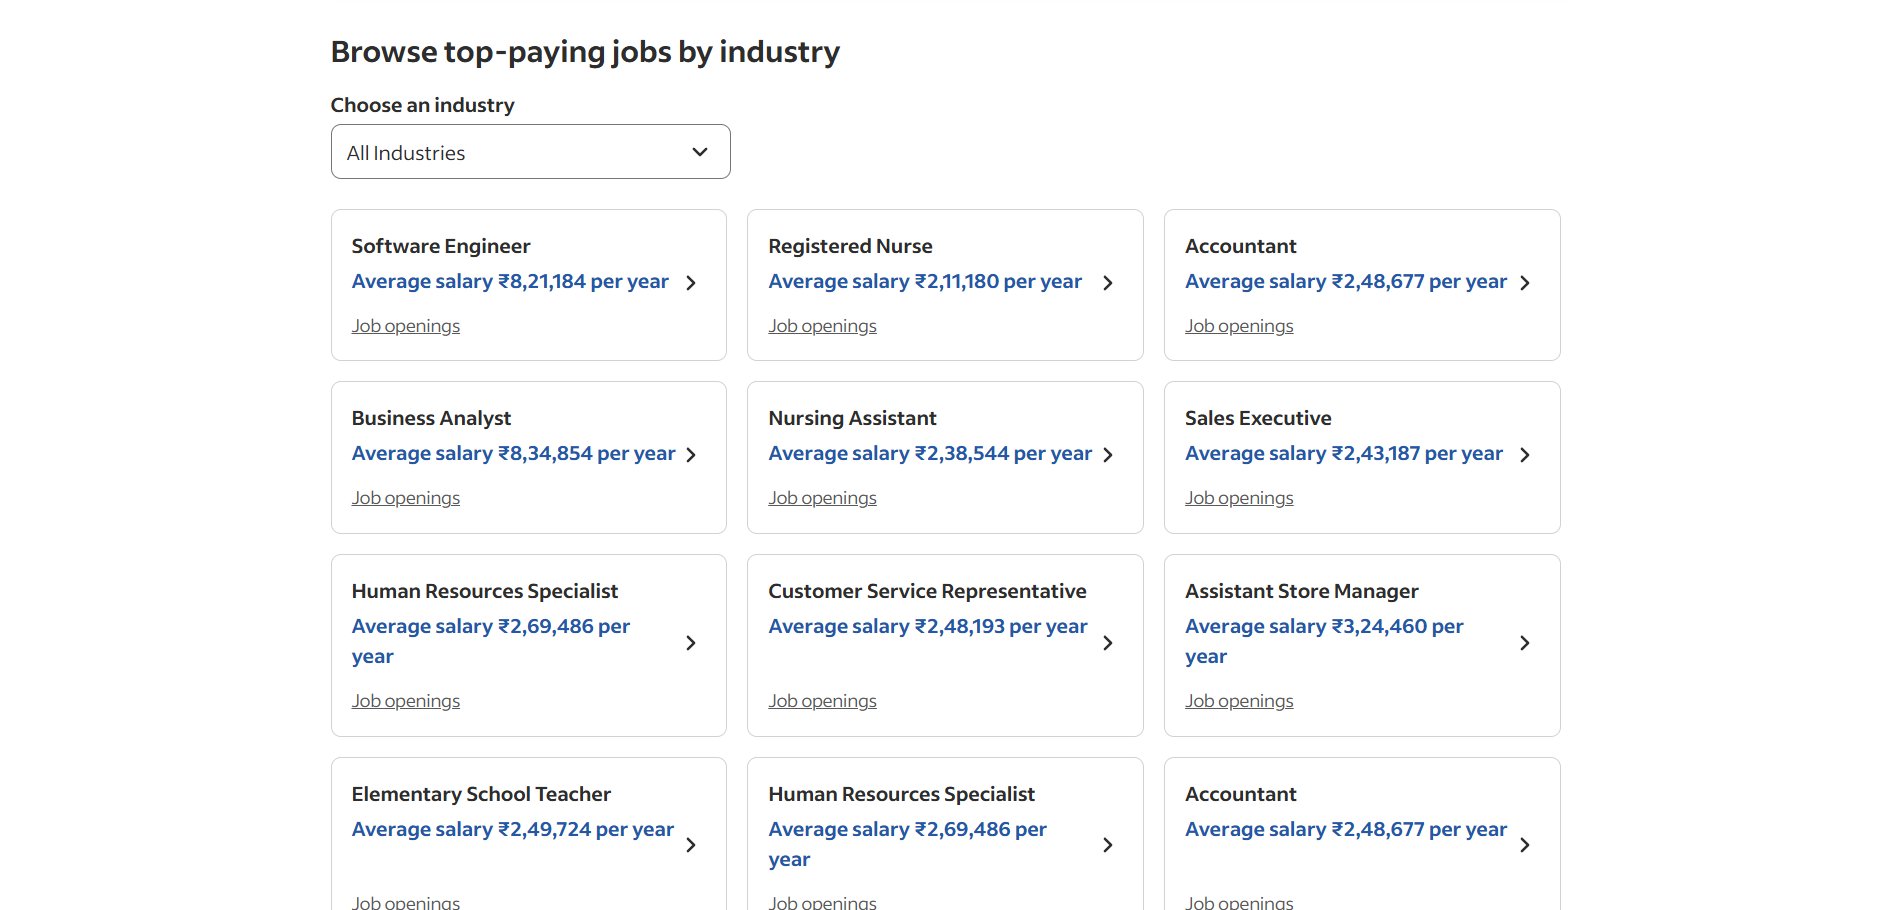 Browse top-paying jobs by industry
Choose an industry
All Industries
Software Engineer
Average salary ₹8,21,184 per year
Job openings
Registered Nurse
Average salary ₹2,11,180 per year
Job openings
Accountant
Average salary ₹2,48,677 per year
Job openings
Business Analyst
Average salary ₹8,34,854 per year
Job openings
Nursing Assistant
Average salary ₹2,38,544 per year
Job openings
Sales Executive
Average salary ₹2,43,187 per year
Job openings
Human Resources Specialist
Average salary ₹2,69,486 per
year
Job openings
Customer Service Representative
Average salary ₹2,48,193 per year
Job openings
Assistant Store Manager
Average salary ₹3,24,460 per
year
Job openings
Elementary School Teacher
Average salary ₹2,49,724 per year
Job openings
Human Resources Specialist
Average salary ₹2,69,486 per
year
Job openings
Accountant
Average salary ₹2,48,677 per year
Job openings